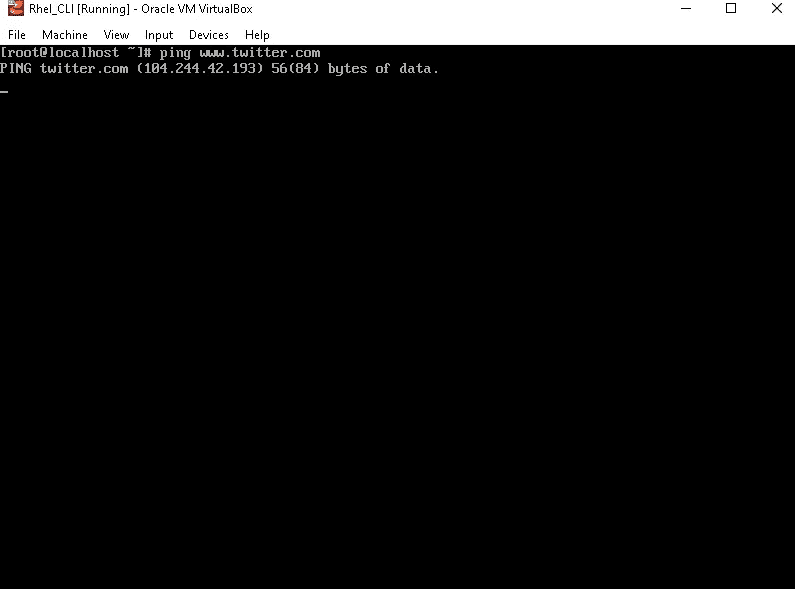 Rhel_CLI [Running] - Oracle VM VirtualBox
File Machine View Input Devices Help
[root@localhost ~]# ping www.twitter.com
PING twitter.com (104.244.42.193) 56(84) bytes of data.